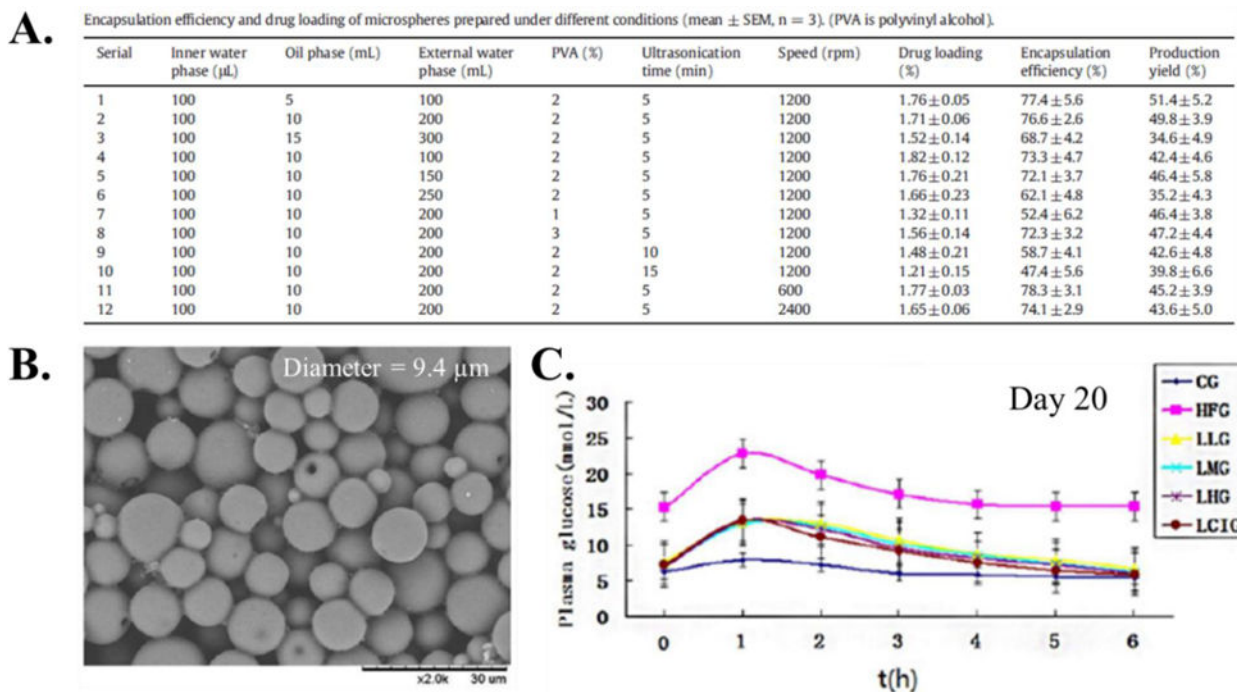 A.
Encapsulation efficiency and drug loading of microspheres prepared under different conditions (mean ± SEM, n = 3). (PVA is polyvinyl alcohol).
Serial Inner water phase (μL) Oil phase (mL) External water phase (mL) PVA (%) Ultrasonication time (min) Speed (rpm) Drug loading (%) Encapsulation efficiency (%) Production yield (%)
1 100 5 100 2 5 1200 1.76±0.05 77.4±5.6 51.4±5.2
2 100 10 200 2 5 1200 1.71±0.06 76.6±2.6 49.8±3.9
3 100 15 300 2 5 1200 1.52±0.14 68.7±4.2 34.6±4.9
4 100 10 100 2 5 1200 1.82±0.12 73.3±4.7 42.4±4.6
5 100 10 150 2 5 1200 1.76±0.21 72.1±3.7 46.4±5.8
6 100 10 250 2 5 1200 1.66±0.23 62.1±4.8 35.2±4.3
7 100 10 200 1 5 1200 1.32±0.11 52.4±6.2 46.4±3.8
8 100 10 200 3 5 1200 1.56±0.14 72.3±3.2 47.2±4.4
9 100 10 200 2 10 1200 1.48±0.21 58.7±4.1 42.6±4.8
10 100 10 200 2 15 1200 1.21±0.15 47.4±5.6 39.8±6.6
11 100 10 200 2 5 600 1.77±0.03 78.3±3.1 45.2±3.9
12 100 10 200 2 5 2400 1.65±0.06 74.1±2.9 43.6±5.0
B.
Diameter = 9.4 μm
x2.0k 30 um
C.
Day 20
Plasma glucose(mmol/L)
30
25
20
15
10
5
0
0 1 2 3 4 5 6
t(h)
CG
HFG
LLG
LMG
LHG
LCIG